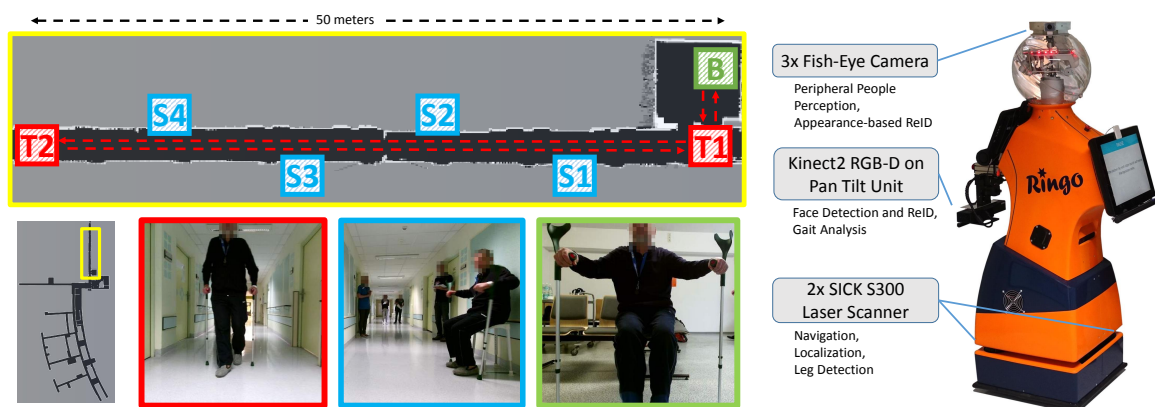 50 meters
B
S4
S2
T2
T1
S3
S1
3x Fish-Eye Camera
Peripheral People
Perception,
Appearance-based ReID
Kinect2 RGB-D on
Pan Tilt Unit
Face Detection and ReID,
Gait Analysis
2x SICK S300
Laser Scanner
Navigation,
Localization,
Leg Detection
Ringo